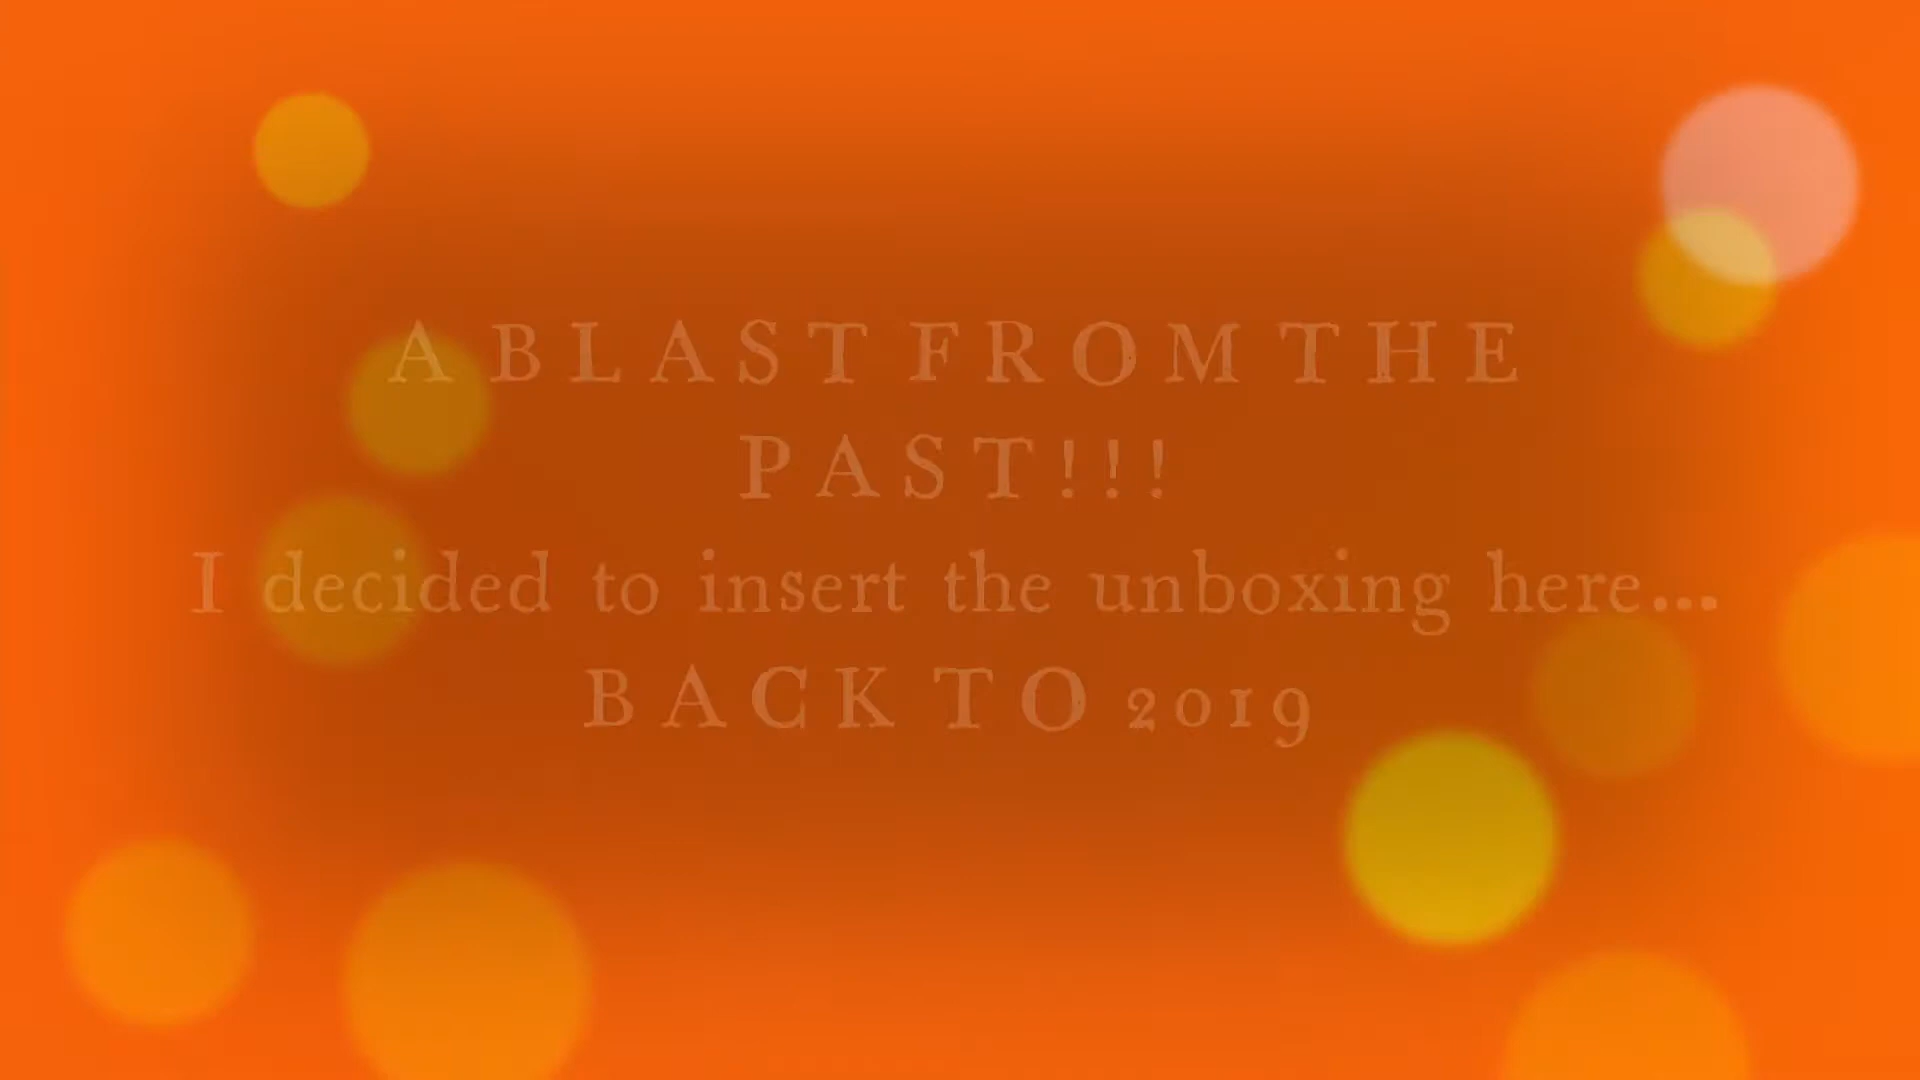 A BLAST FROM THE
PAST!!!
I decided to insert the unboxing here...
BACK TO 2019